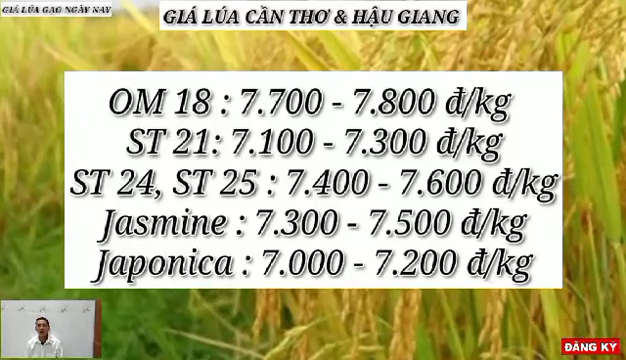 GIÁ LÚA GẠO NGÀY NAY
GIÁ LÚA CẦN THƠ & HẬU GIANG
OM 18 : 7.700 - 7.800 đ/kg
ST 21: 7.100 - 7.300 đ/kg
ST 24, ST 25 : 7.400 - 7.600 đ/kg
Jasmine : 7.300 - 7.500 đ/kg
Japonica : 7.000 - 7.200 đ/kg
ĐĂNG KÝ